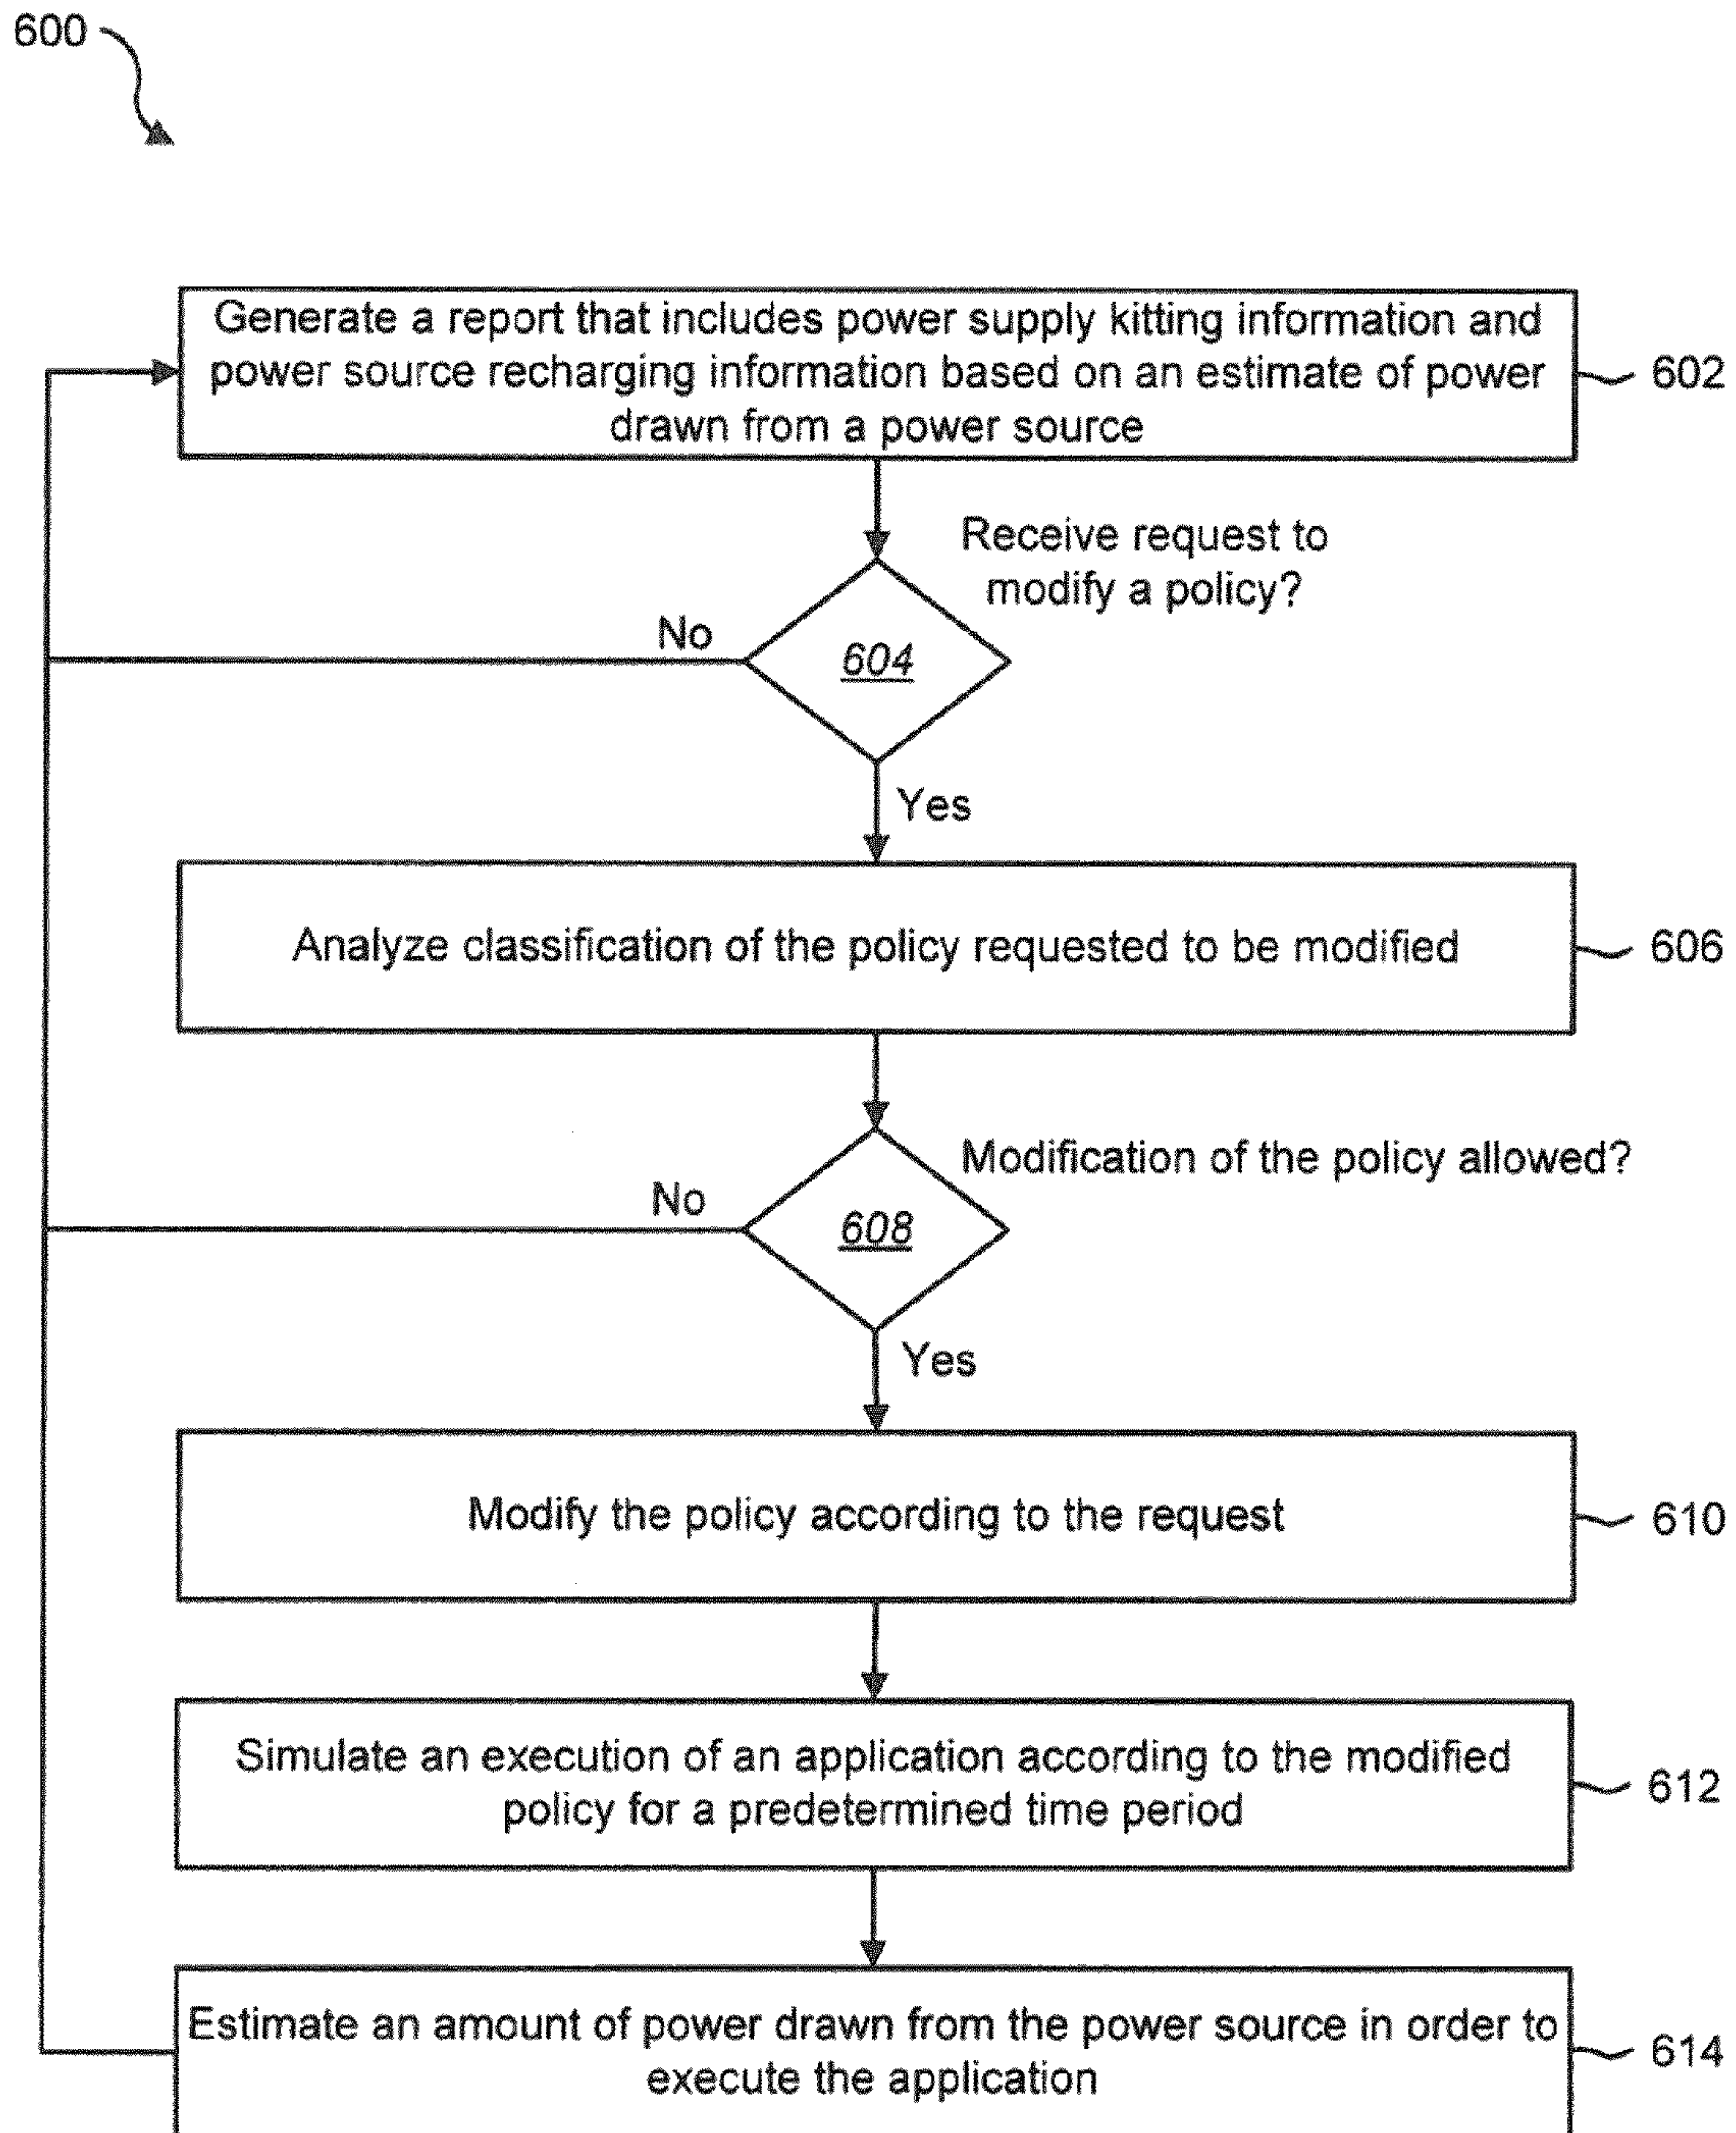 600
Generate a report that includes power supply kitting information and
power source recharging information based on an estimate of power
drawn from a power source
602
Receive request to
modify a policy?
No
604
Yes
Analyze classification of the policy requested to be modified
606
Modification of the policy allowed?
No
608
Yes
Modify the policy according to the request
610
Simulate an execution of an application according to the modified
policy for a predetermined time period
612
Estimate an amount of power drawn from the power source in order to
execute the application
614